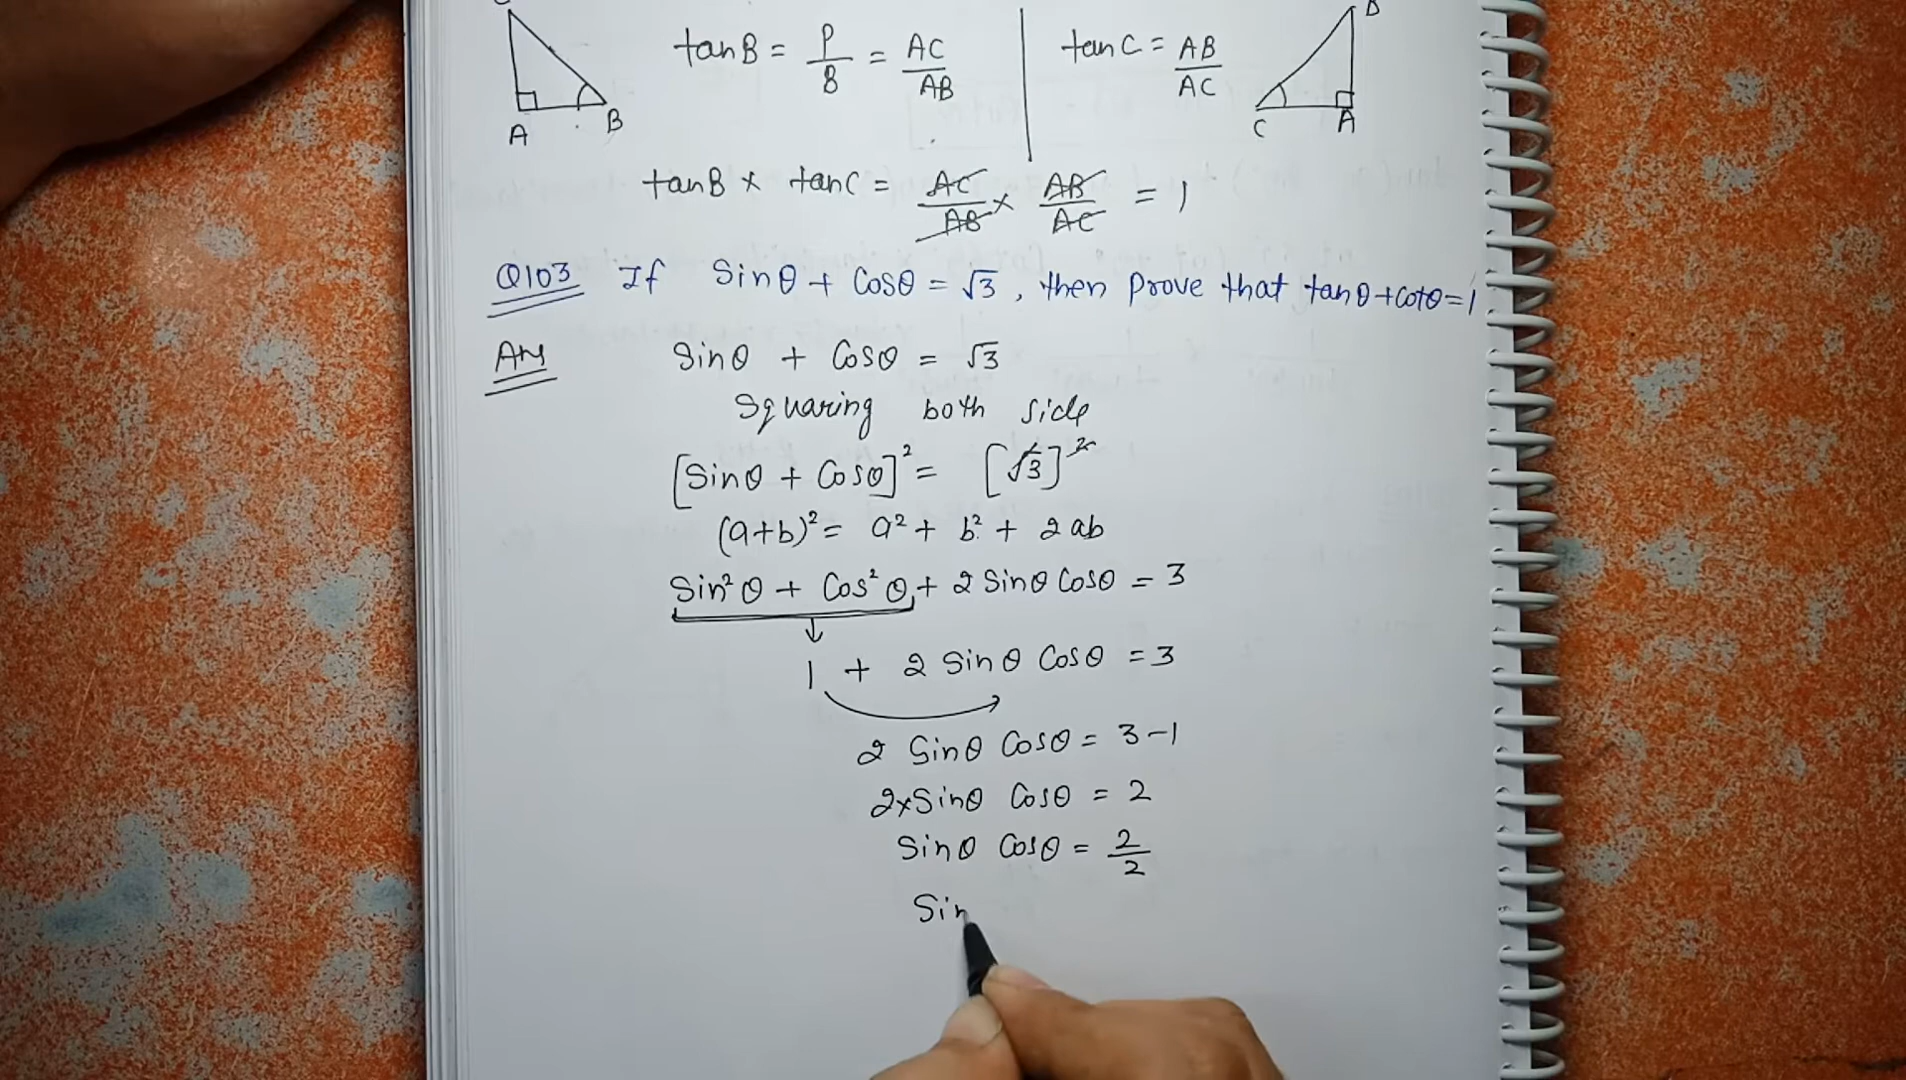 tanB = P/B = AC/AB
tanC = AB/AC
A B
C A
tanB × tanC = AC/AB × AB/AC = 1
Q103 If Sinθ + Cosθ = √3, then Prove that tanθ+Cotθ=1
Ans Sinθ + Cosθ = √3
Squaring both side
[Sinθ + Cosθ]² = [√3]²
(a+b)² = a² + b² + 2ab
Sin²θ + Cos²θ + 2 Sinθ Cosθ = 3
1 + 2 Sinθ Cosθ = 3
2 Sinθ Cosθ = 3-1
2×Sinθ Cosθ = 2
Sinθ Cosθ = 2/2
Sin